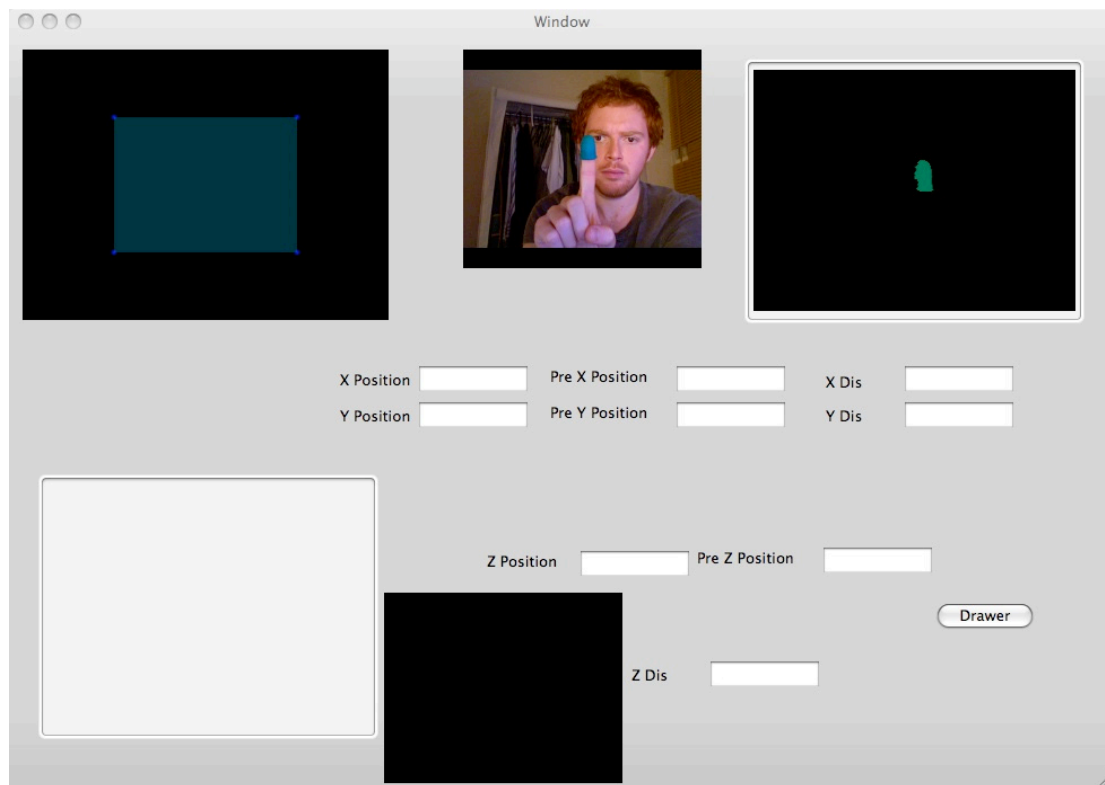 Window
X Position Pre X Position X Dis
Y Position Pre Y Position Y Dis
Z Position Pre Z Position
Drawer
Z Dis